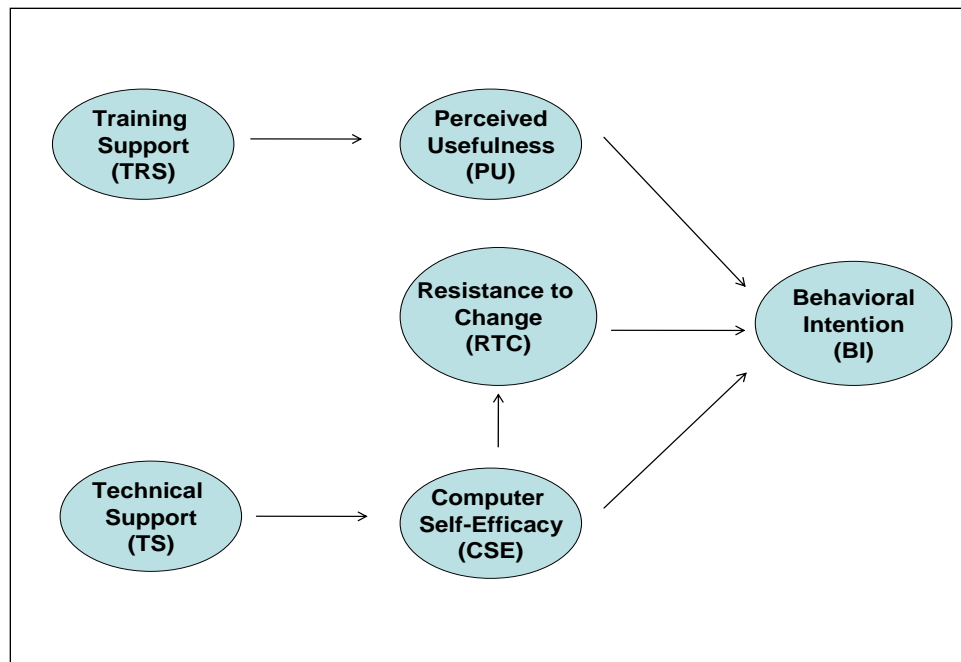 Training
Support
(TRS)
Perceived
Usefulness
(PU)
Resistance to
Change
(RTC)
Behavioral
Intention
(BI)
Technical
Support
(TS)
Computer
Self-Efficacy
(CSE)